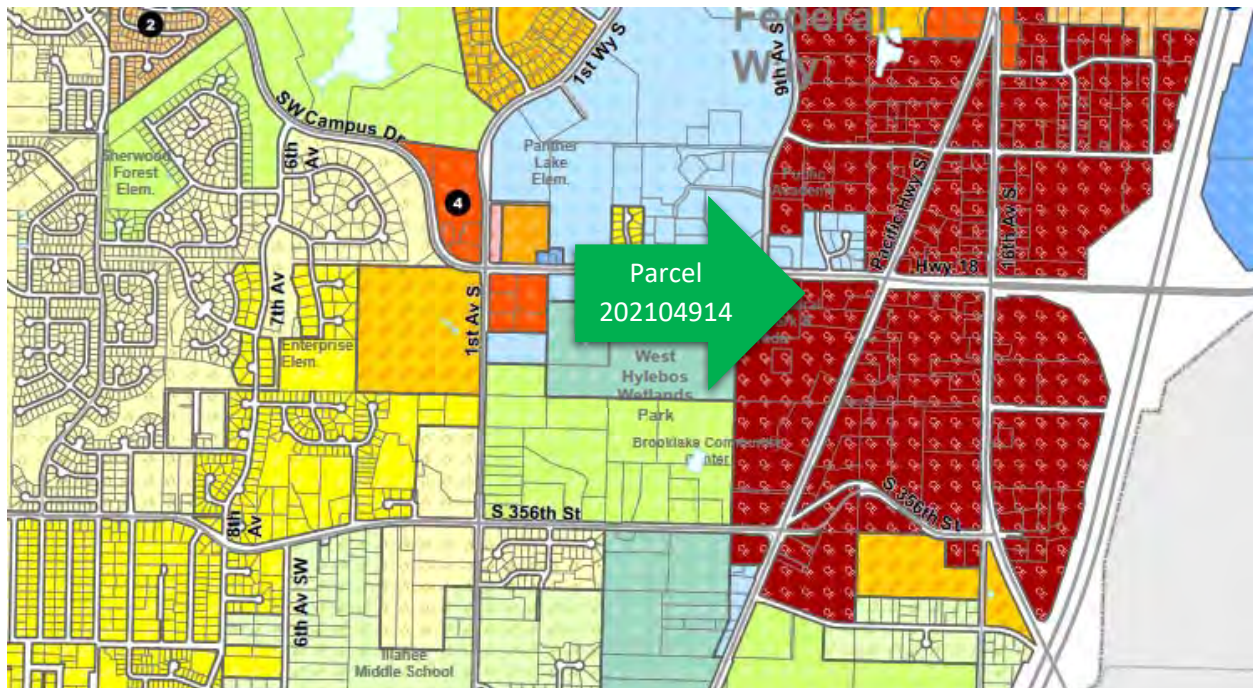 Federal
Way
2
1st Wy S
9th Av S
SW Campus Dr
6th
Av
Sherwood
Forest
Elem.
Panther
Lake
Elem.
Public
Academy
Pacific Hwy S
16th Av S
4
Hwy 18
Parcel
202104914
7th Av
1st Av S
Enterprise
Elem.
West
Hylebos
Wetlands
Park
Brooklake Community
Center
S 356th St
S 356th St
8th
Av
6th Av SW
Illahee
Middle School